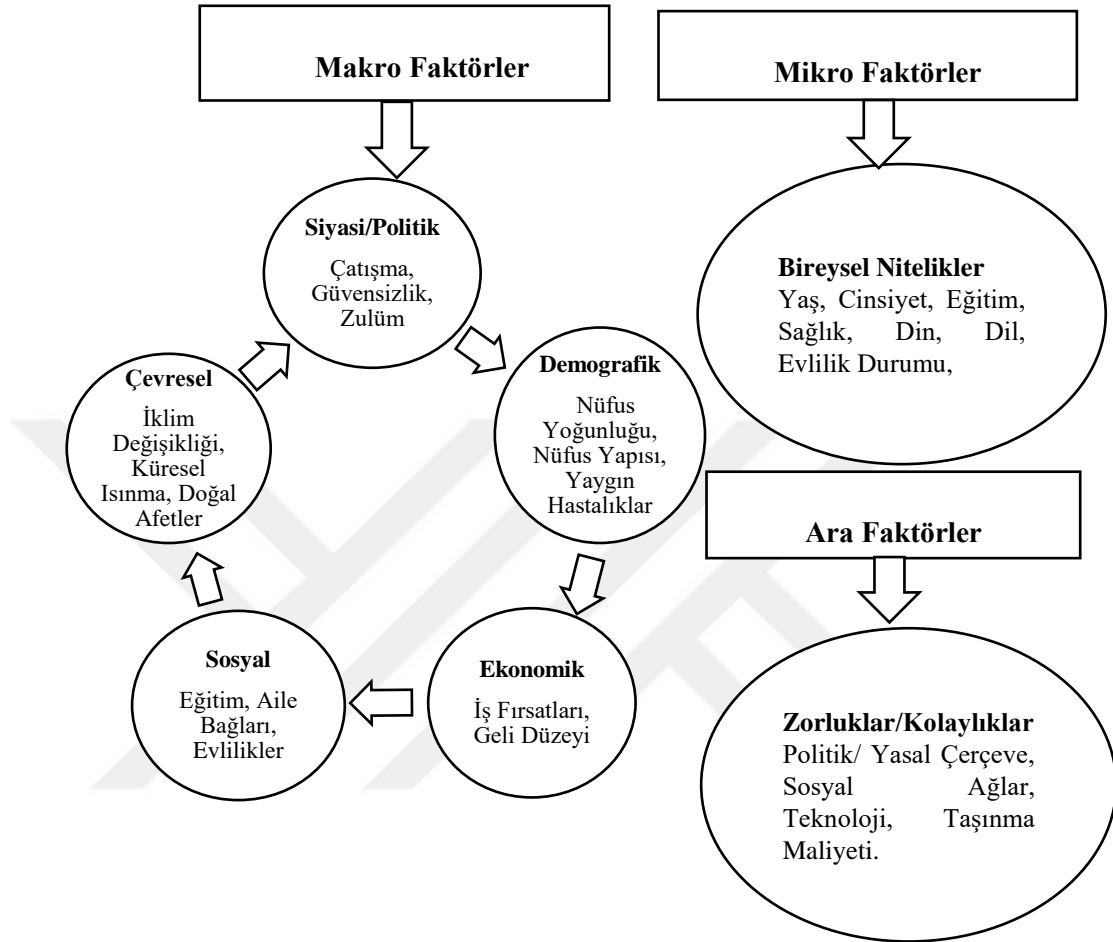 Makro Faktörler
Mikro Faktörler
Siyasi/Politik
Çatışma,
Güvensizlik,
Zulüm
Demografik
Nüfus
Yoğunluğu,
Nüfus Yapısı,
Yaygın
Hastalıklar
Ekonomik
İş Fırsatları,
Geli Düzeyi
Sosyal
Eğitim, Aile
Bağları,
Evlilikler
Çevresel
İklim
Değişikliği,
Küresel
Isınma, Doğal
Afetler
Bireysel Nitelikler
Yaş, Cinsiyet, Eğitim,
Sağlık, Din, Dil,
Evlilik Durumu,
Ara Faktörler
Zorluklar/Kolaylıklar
Politik/ Yasal Çerçeve,
Sosyal Ağlar,
Teknoloji, Taşınma
Maliyeti.